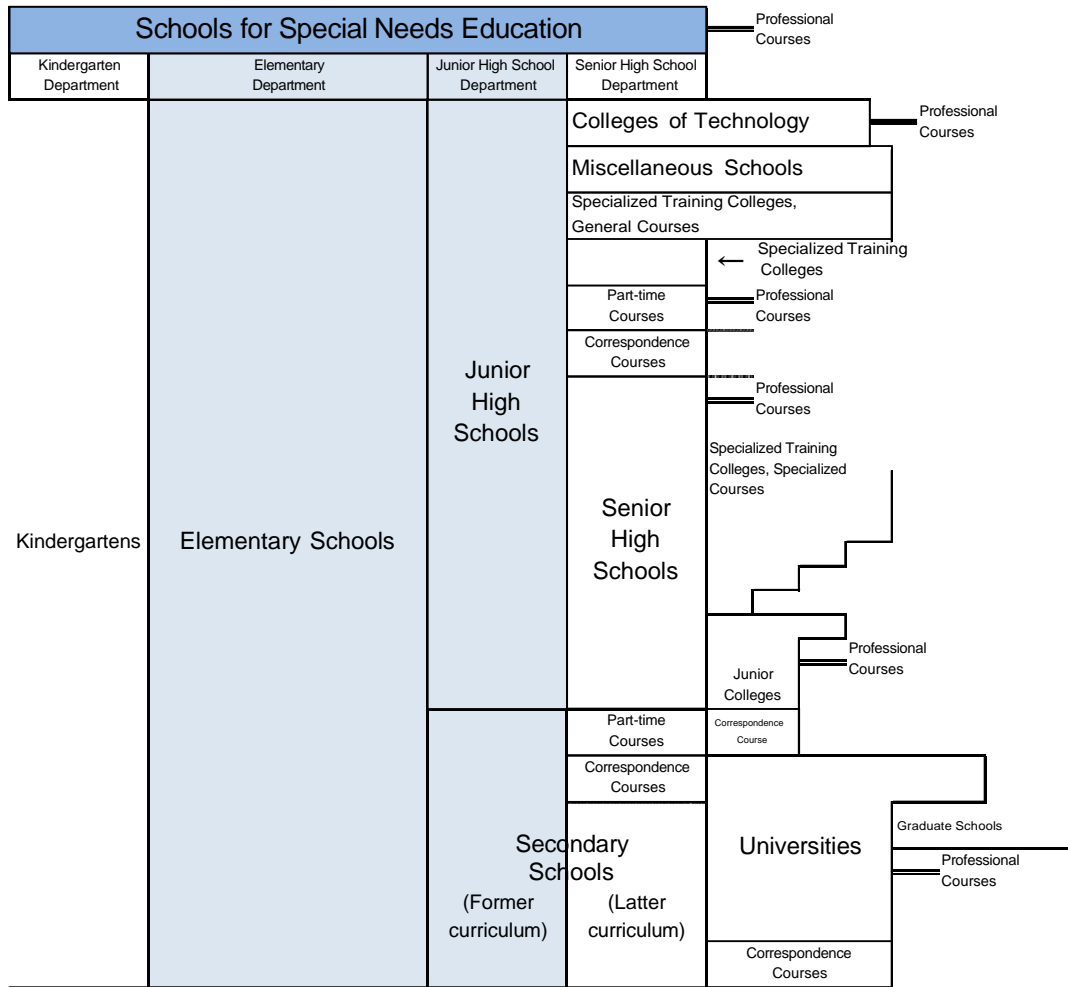 Schools for Special Needs Education
Professional
Courses
Kindergarten
Department
Elementary
Department
Junior High School
Department
Senior High School
Department
Colleges of Technology
Professional
Courses
Miscellaneous Schools
Specialized Training Colleges,
General Courses
← Specialized Training
Colleges
Part-time
Courses
Professional
Courses
Correspondence
Courses
Junior
High
Schools
Professional
Courses
Specialized Training
Colleges, Specialized
Courses
Kindergartens
Elementary Schools
Senior
High
Schools
Junior
Colleges
Professional
Courses
Part-time
Courses
Correspondence
Course
Correspondence
Courses
Secondary
Schools
(Former
curriculum)
(Latter
curriculum)
Universities
Graduate Schools
Professional
Courses
Correspondence
Courses